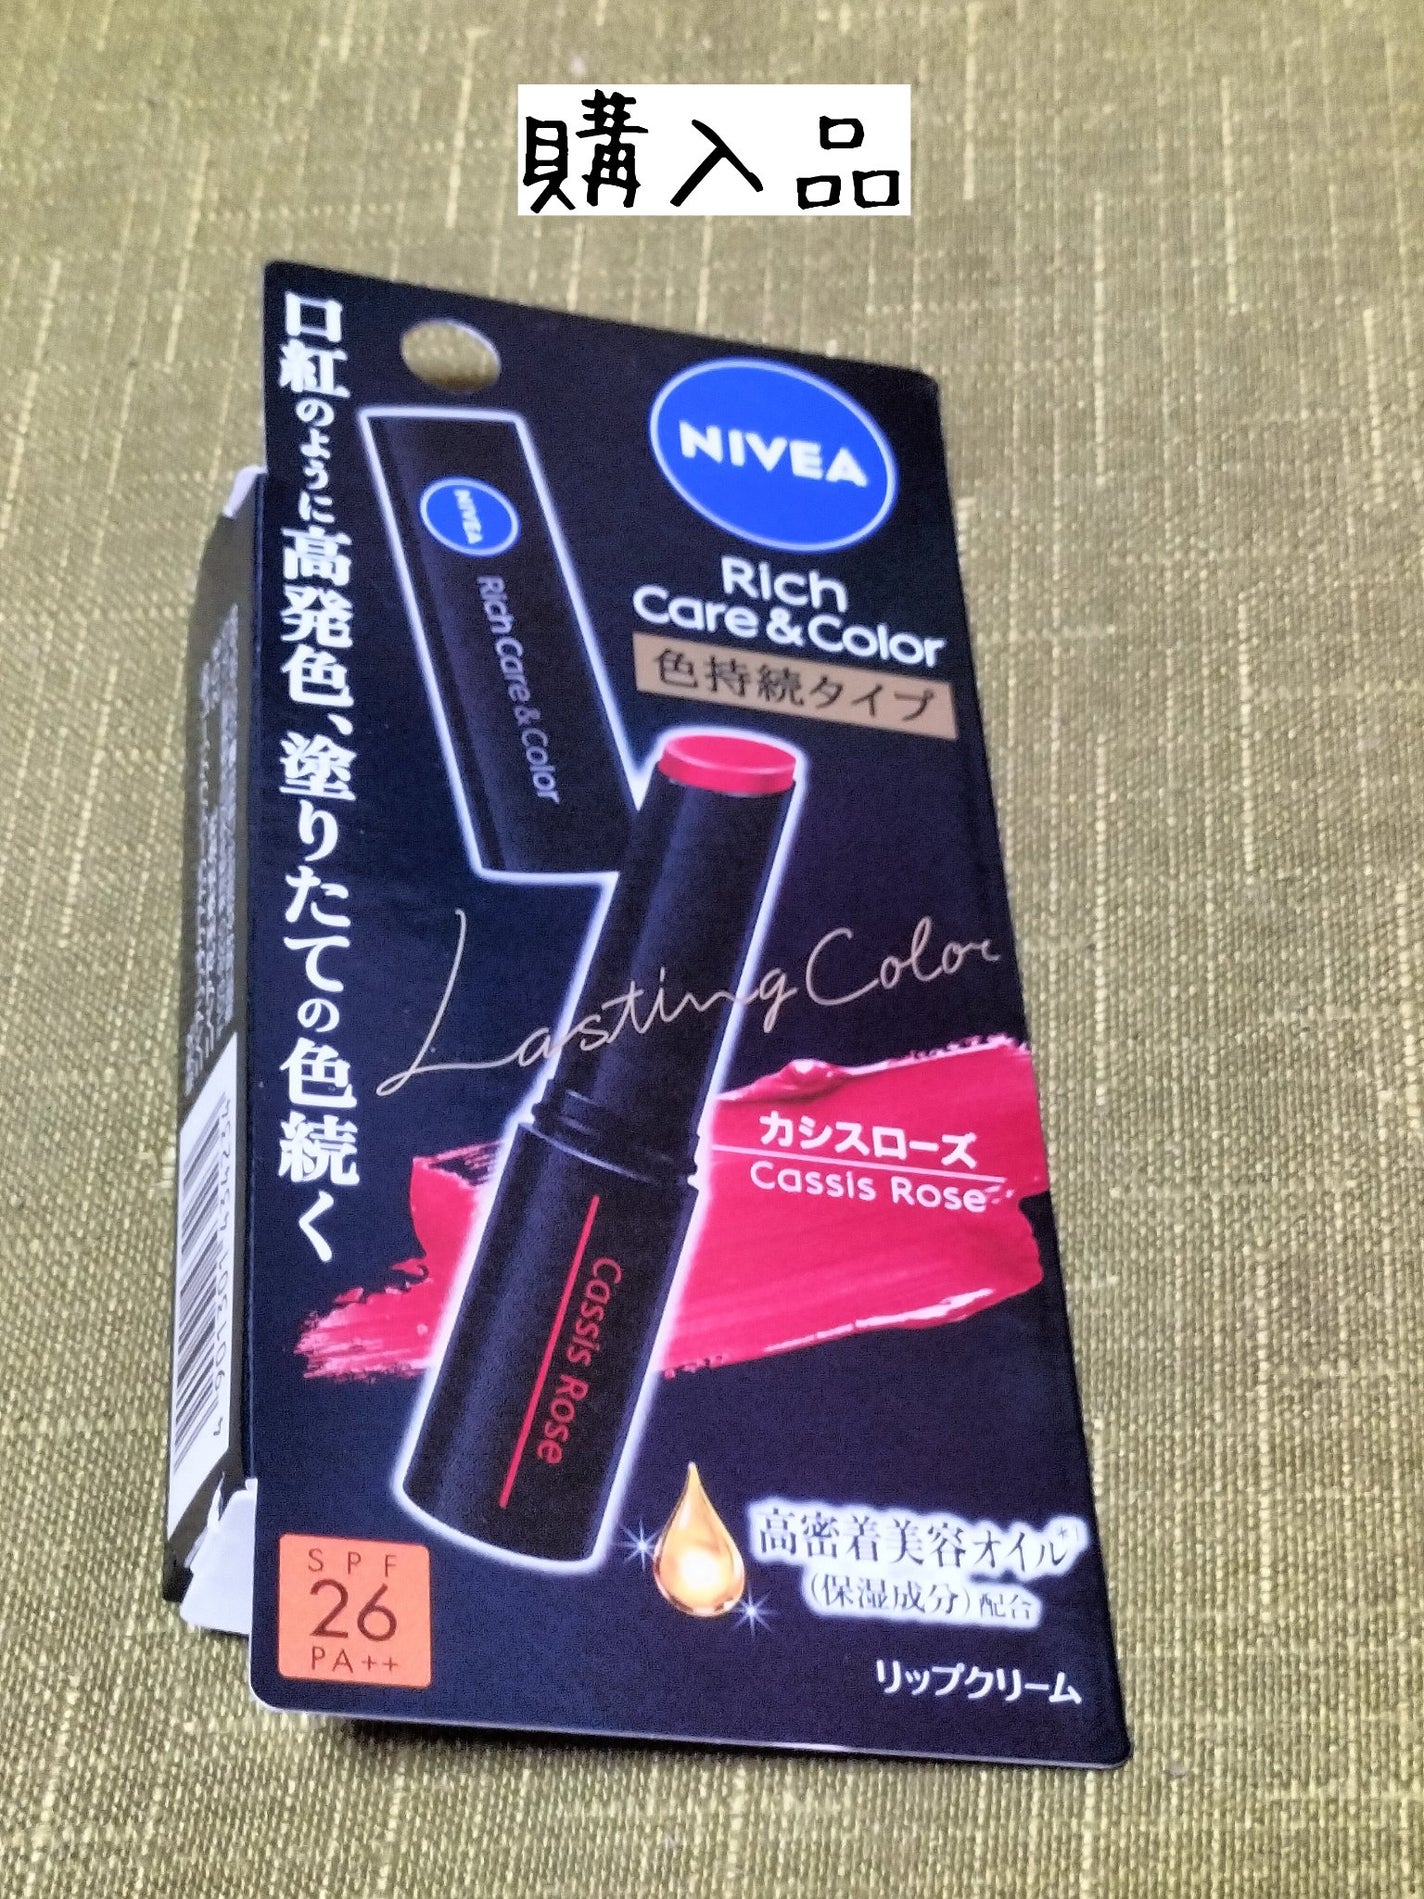 購入品
口紅のように高発色、塗りたての色続く
NIVEA
Rich
Care & Color
色持続タイプ
NIVEA
Rich Care & Color
Lasting Color
カシスローズ
Cassis Rose
Cassis Rose
高密着美容オイル*1
(保湿成分)配合
SPF
26
PA++
リップクリーム